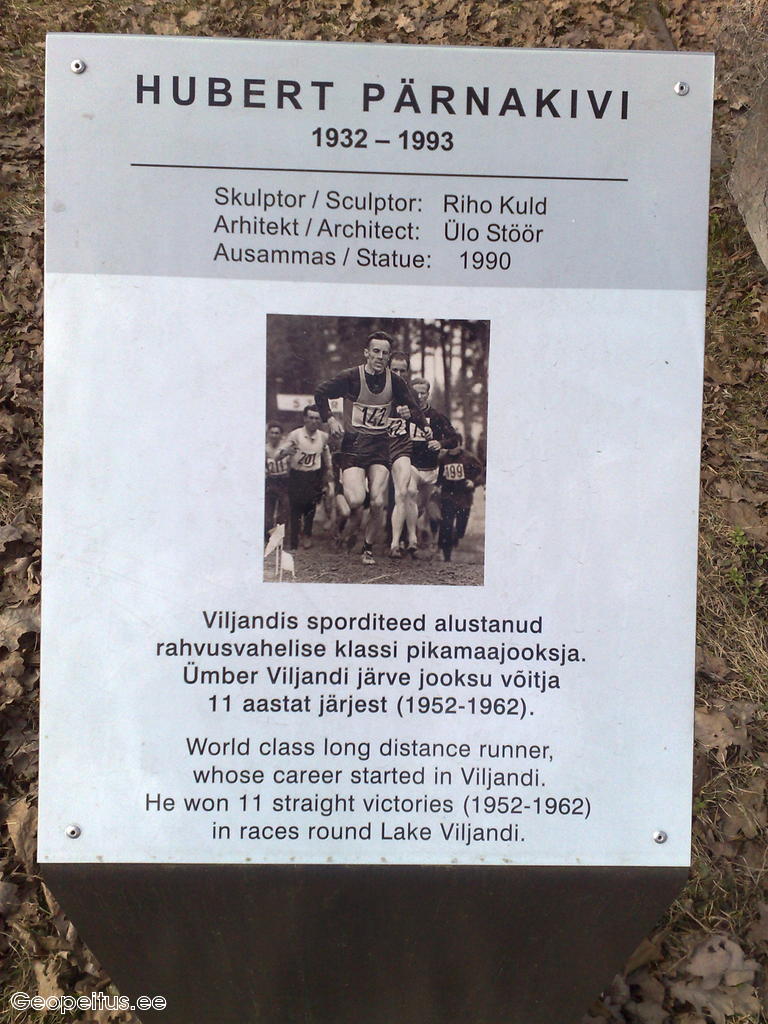 HUBERT PÄRNAKIVI
1932 – 1993
Skulptor / Sculptor: Riho Kuld
Arhitekt / Architect: Ülo Stöör
Ausammas / Statue: 1990
142
201
199
Viljandis sporditeed alustanud
rahvusvahelise klassi pikamaajooksja.
Ümber Viljandi järve jooksu võitja
11 aastat järjest (1952-1962).
World class long distance runner,
whose career started in Viljandi.
He won 11 straight victories (1952-1962)
in races round Lake Viljandi.
Geopeitus.ee